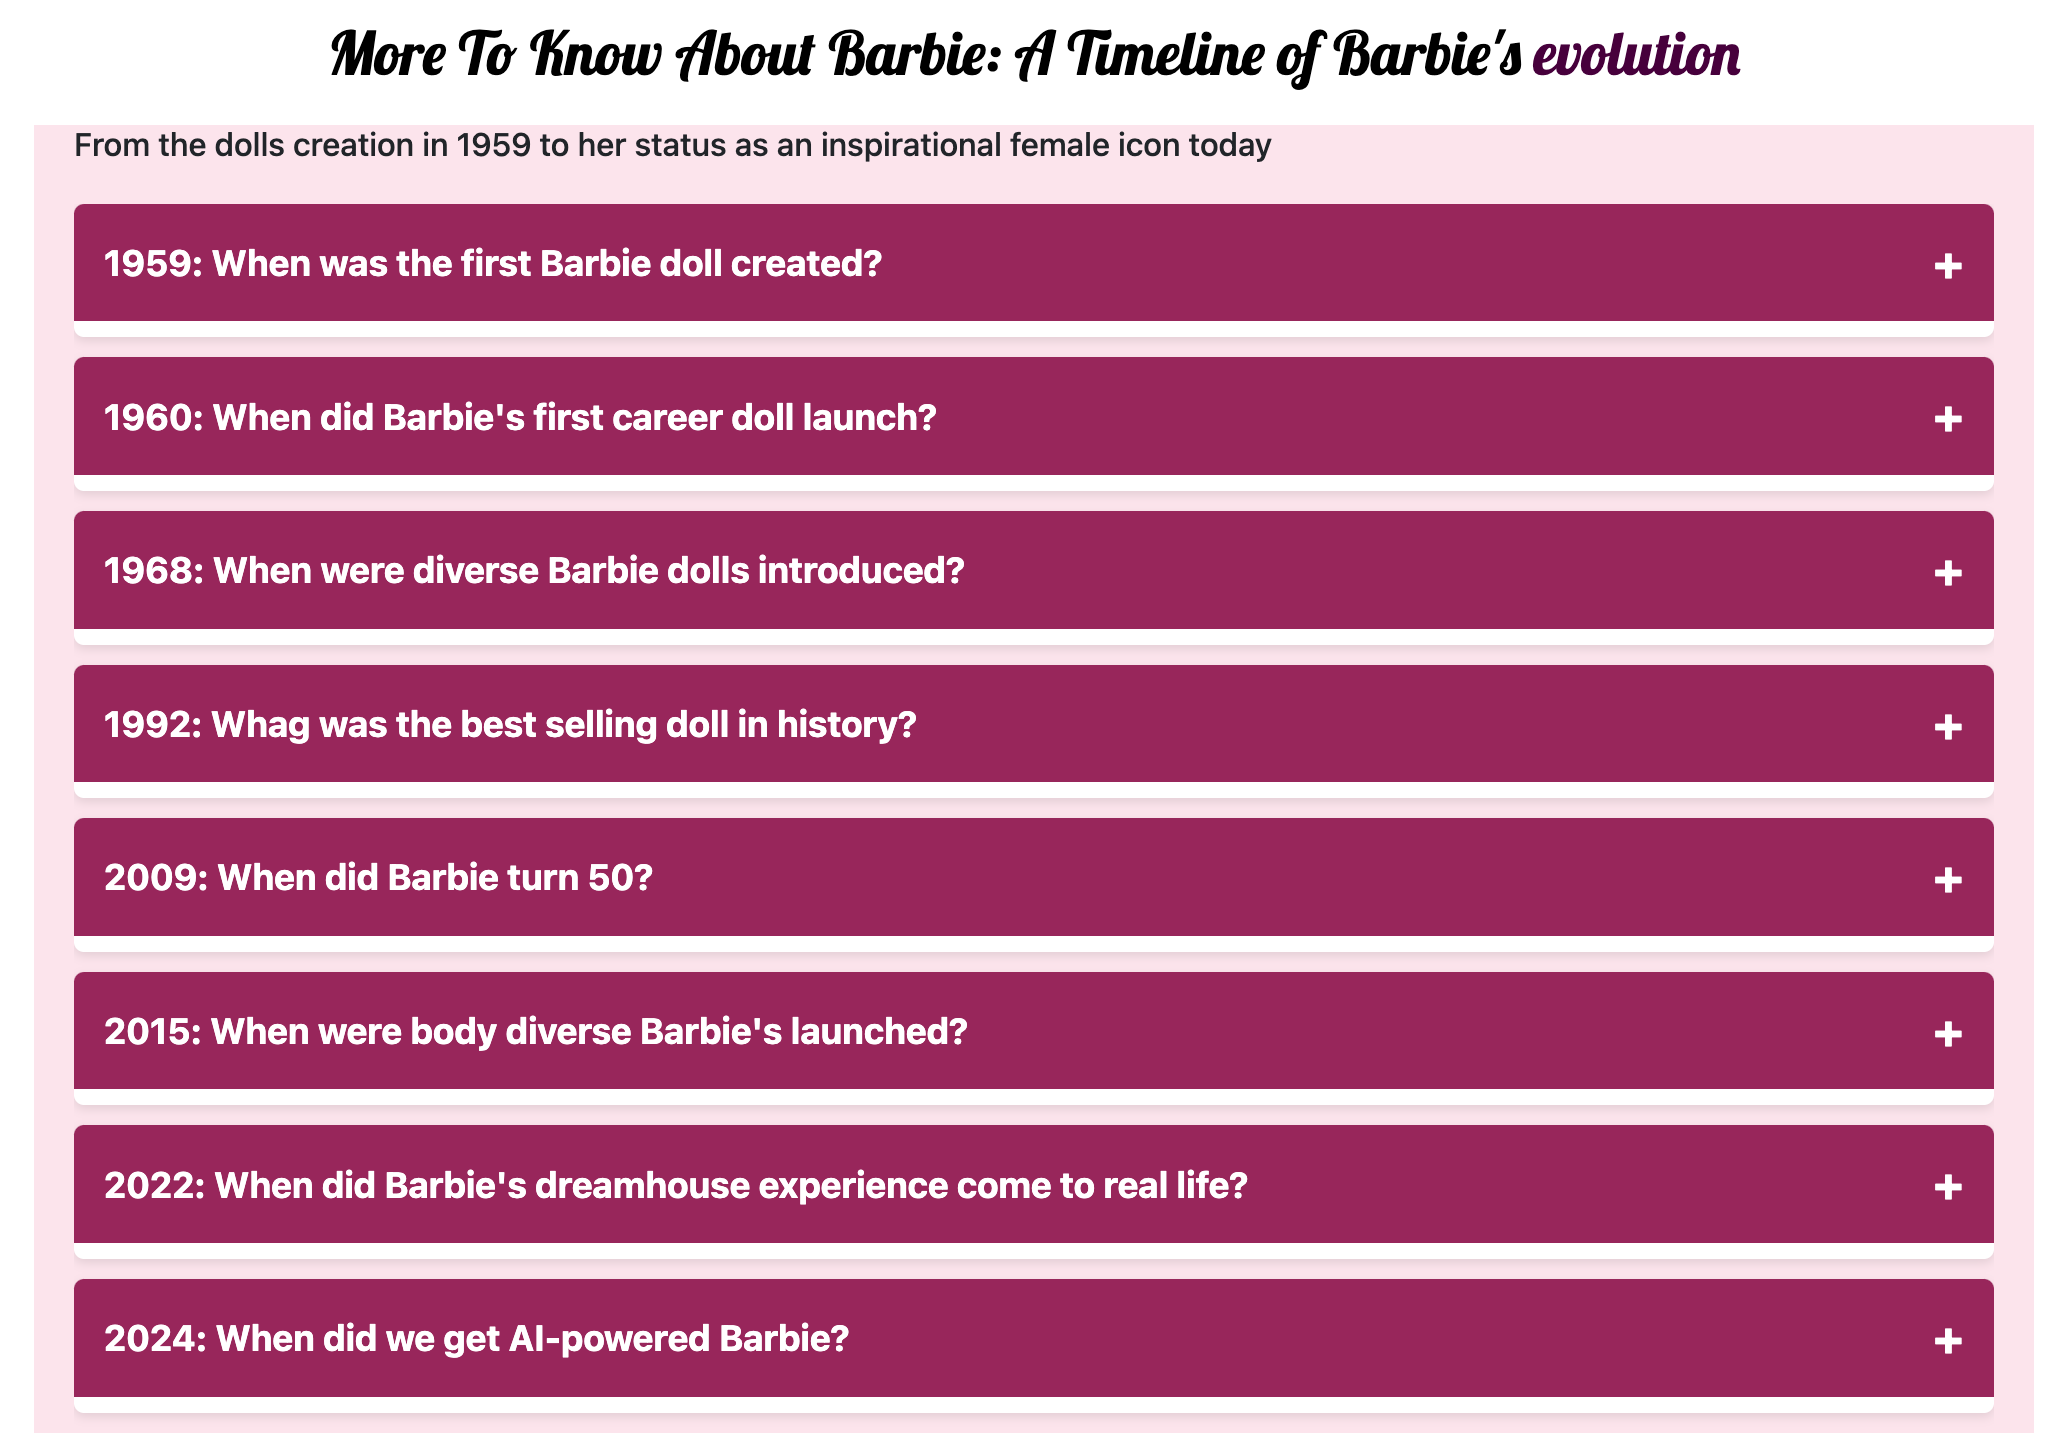 More To Know About Barbie: A Timeline of Barbie's evolution
From the dolls creation in 1959 to her status as an inspirational female icon today
1959: When was the first Barbie doll created?
+
1960: When did Barbie's first career doll launch?
+
1968: When were diverse Barbie dolls introduced?
+
1992: Whag was the best selling doll in history?
+
2009: When did Barbie turn 50?
+
2015: When were body diverse Barbie's launched?
+
2022: When did Barbie's dreamhouse experience come to real life?
+
2024: When did we get AI-powered Barbie?
+